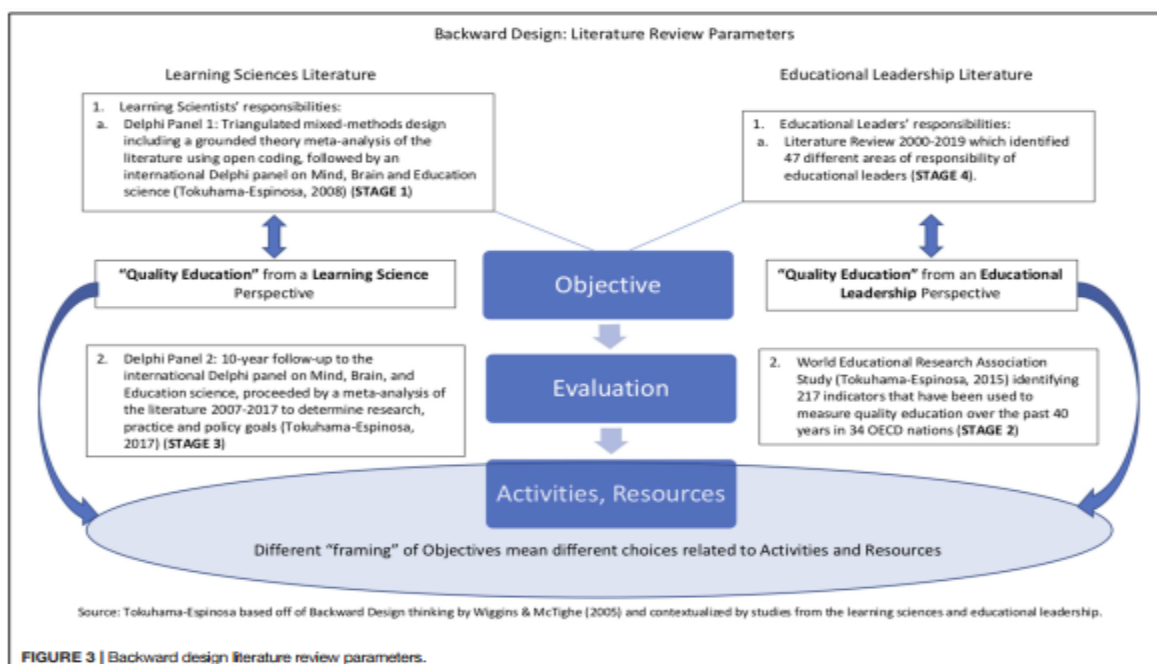 Backward Design: Literature Review Parameters
Learning Sciences Literature
1. Learning Scientists' responsibilities:
a. Delphi Panel 1: Triangulated mixed-methods design
including a grounded theory meta-analysis of the
literature using open coding, followed by an
international Delphi panel on Mind, Brain and Education
science (Tokuhama-Espinosa, 2008) (STAGE 1)
Educational Leadership Literature
1. Educational Leaders' responsibilities:
a. Literature Review 2000-2019 which identified
47 different areas of responsibility of
educational leaders (STAGE 4).
"Quality Education" from a Learning Science
Perspective
Objective
"Quality Education" from an Educational
Leadership Perspective
2. Delphi Panel 2: 10-year follow-up to the
international Delphi panel on Mind, Brain, and
Education science, proceeded by a meta-analysis of
the literature 2007-2017 to determine research,
practice and policy goals (Tokuhama-Espinosa,
2017) (STAGE 3)
Evaluation
2. World Educational Research Association
Study (Tokuhama-Espinosa, 2015) identifying
217 indicators that have been used to
measure quality education over the past 40
years in 34 OECD nations (STAGE 2)
Activities, Resources
Different "framing" of Objectives mean different choices related to Activities and Resources
Source: Tokuhama-Espinosa based off of Backward Design thinking by Wiggins & McTighe (2005) and contextualized by studies from the learning sciences and educational leadership.
FIGURE 3 | Backward design literature review parameters.